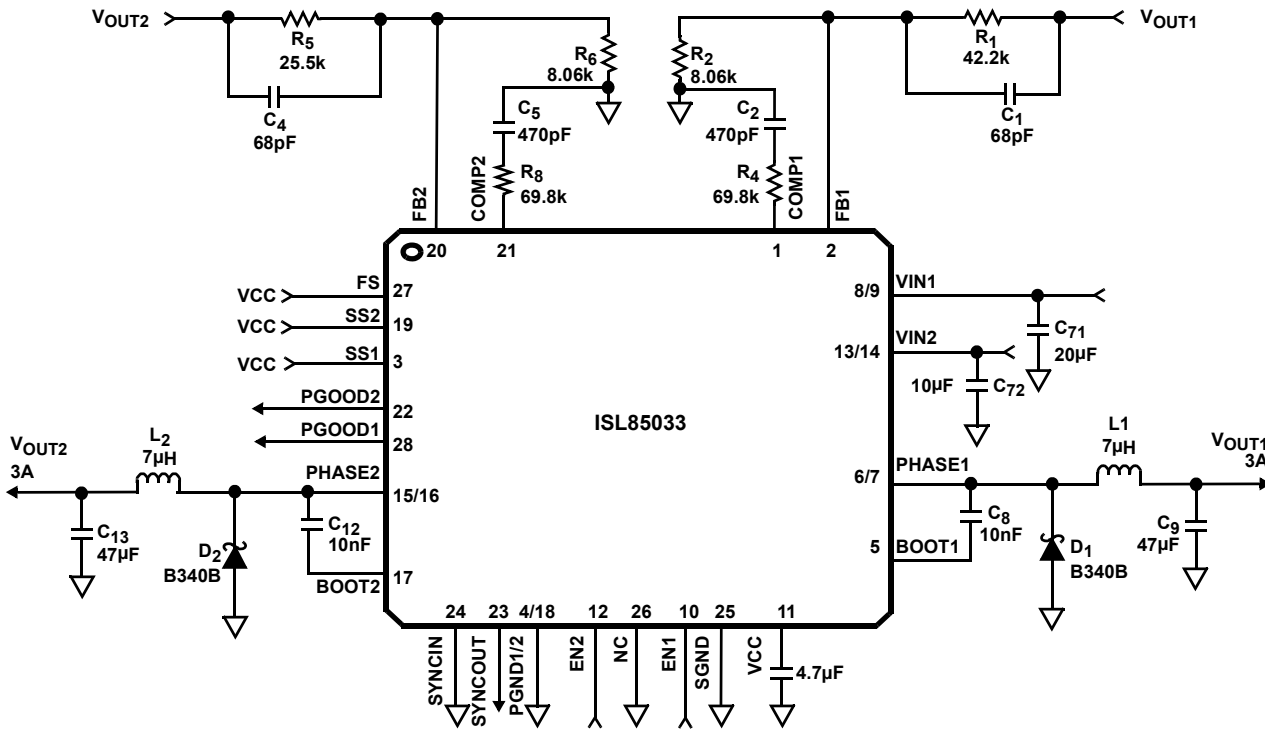 VOUT2
R5
25.5k
C4
68pF
R6
8.06k
C5
470pF
R8
69.8k
COMP2
FB2
R2
8.06k
C2
470pF
R4
69.8k
COMP1
FB1
R1
42.2k
C1
68pF
VOUT1
20
21
1
2
VCC
FS
27
VCC
SS2
19
VCC
SS1
3
PGOOD2
22
PGOOD1
28
PHASE2
15/16
BOOT2
17
VOUT2
3A
L2
7µH
C13
47µF
D2
B340B
C12
10nF
ISL85033
8/9
VIN1
C71
20µF
13/14
VIN2
10µF
C72
6/7
PHASE1
5
BOOT1
C8
10nF
L1
7µH
D1
B340B
C9
47µF
VOUT1
3A
24
23
4/18
12
26
10
25
11
SYNCIN
SYNCOUT
PGND1/2
EN2
NC
EN1
SGND
VCC
4.7µF